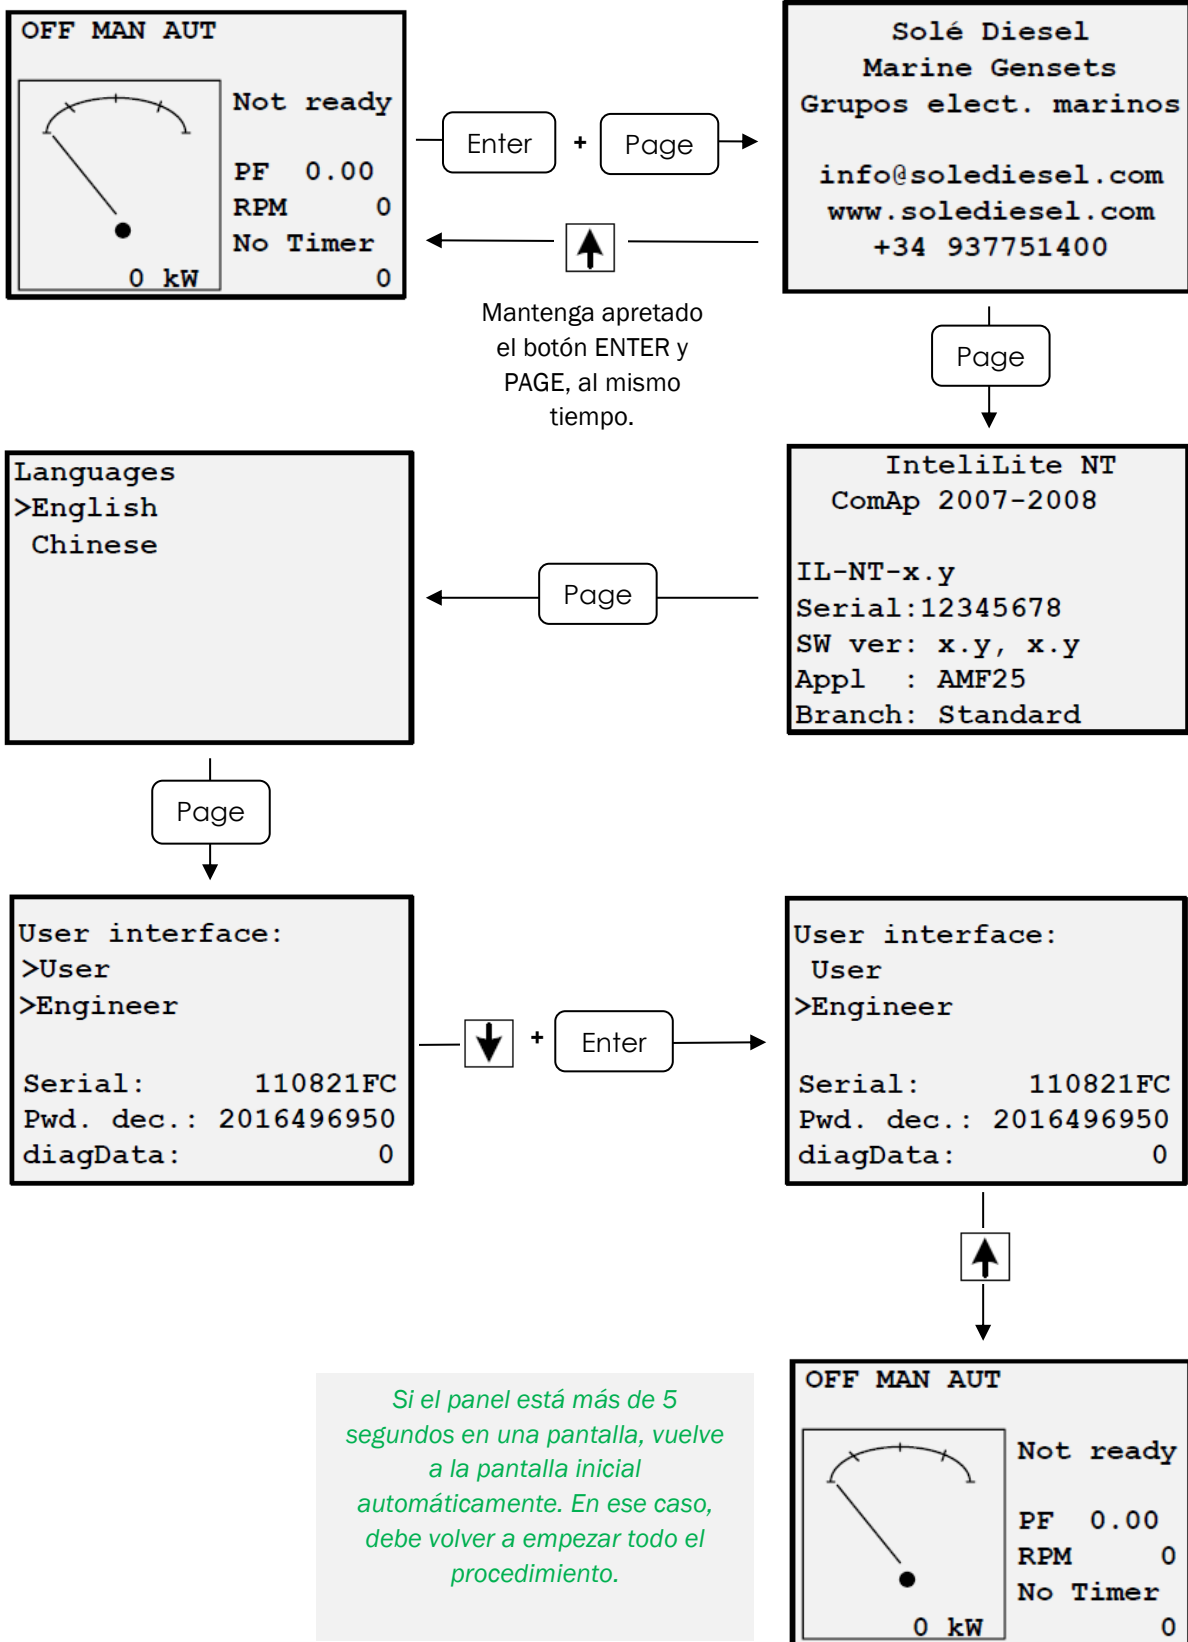 OFF MAN AUT
Not ready
PF 0.00
RPM 0
No Timer
0 kW 0
Enter + Page
Solé Diesel
Marine Gensets
Grupos elect. marinos
info@solediesel.com
www.solediesel.com
+34 937751400
Mantenga apretado
el botón ENTER y
PAGE, al mismo
tiempo.
Page
InteliLite NT
ComAp 2007-2008
IL-NT-x.y
Serial:12345678
SW ver: x.y, x.y
Appl : AMF25
Branch: Standard
Page
Languages
>English
Chinese
Page
User interface:
>User
>Engineer
Serial: 110821FC
Pwd. dec.: 2016496950
diagData: 0
+ Enter
User interface:
User
>Engineer
Serial: 110821FC
Pwd. dec.: 2016496950
diagData: 0
Si el panel está más de 5
segundos en una pantalla, vuelve
a la pantalla inicial
automáticamente. En ese caso,
debe volver a empezar todo el
procedimiento.
OFF MAN AUT
Not ready
PF 0.00
RPM 0
No Timer
0 kW 0